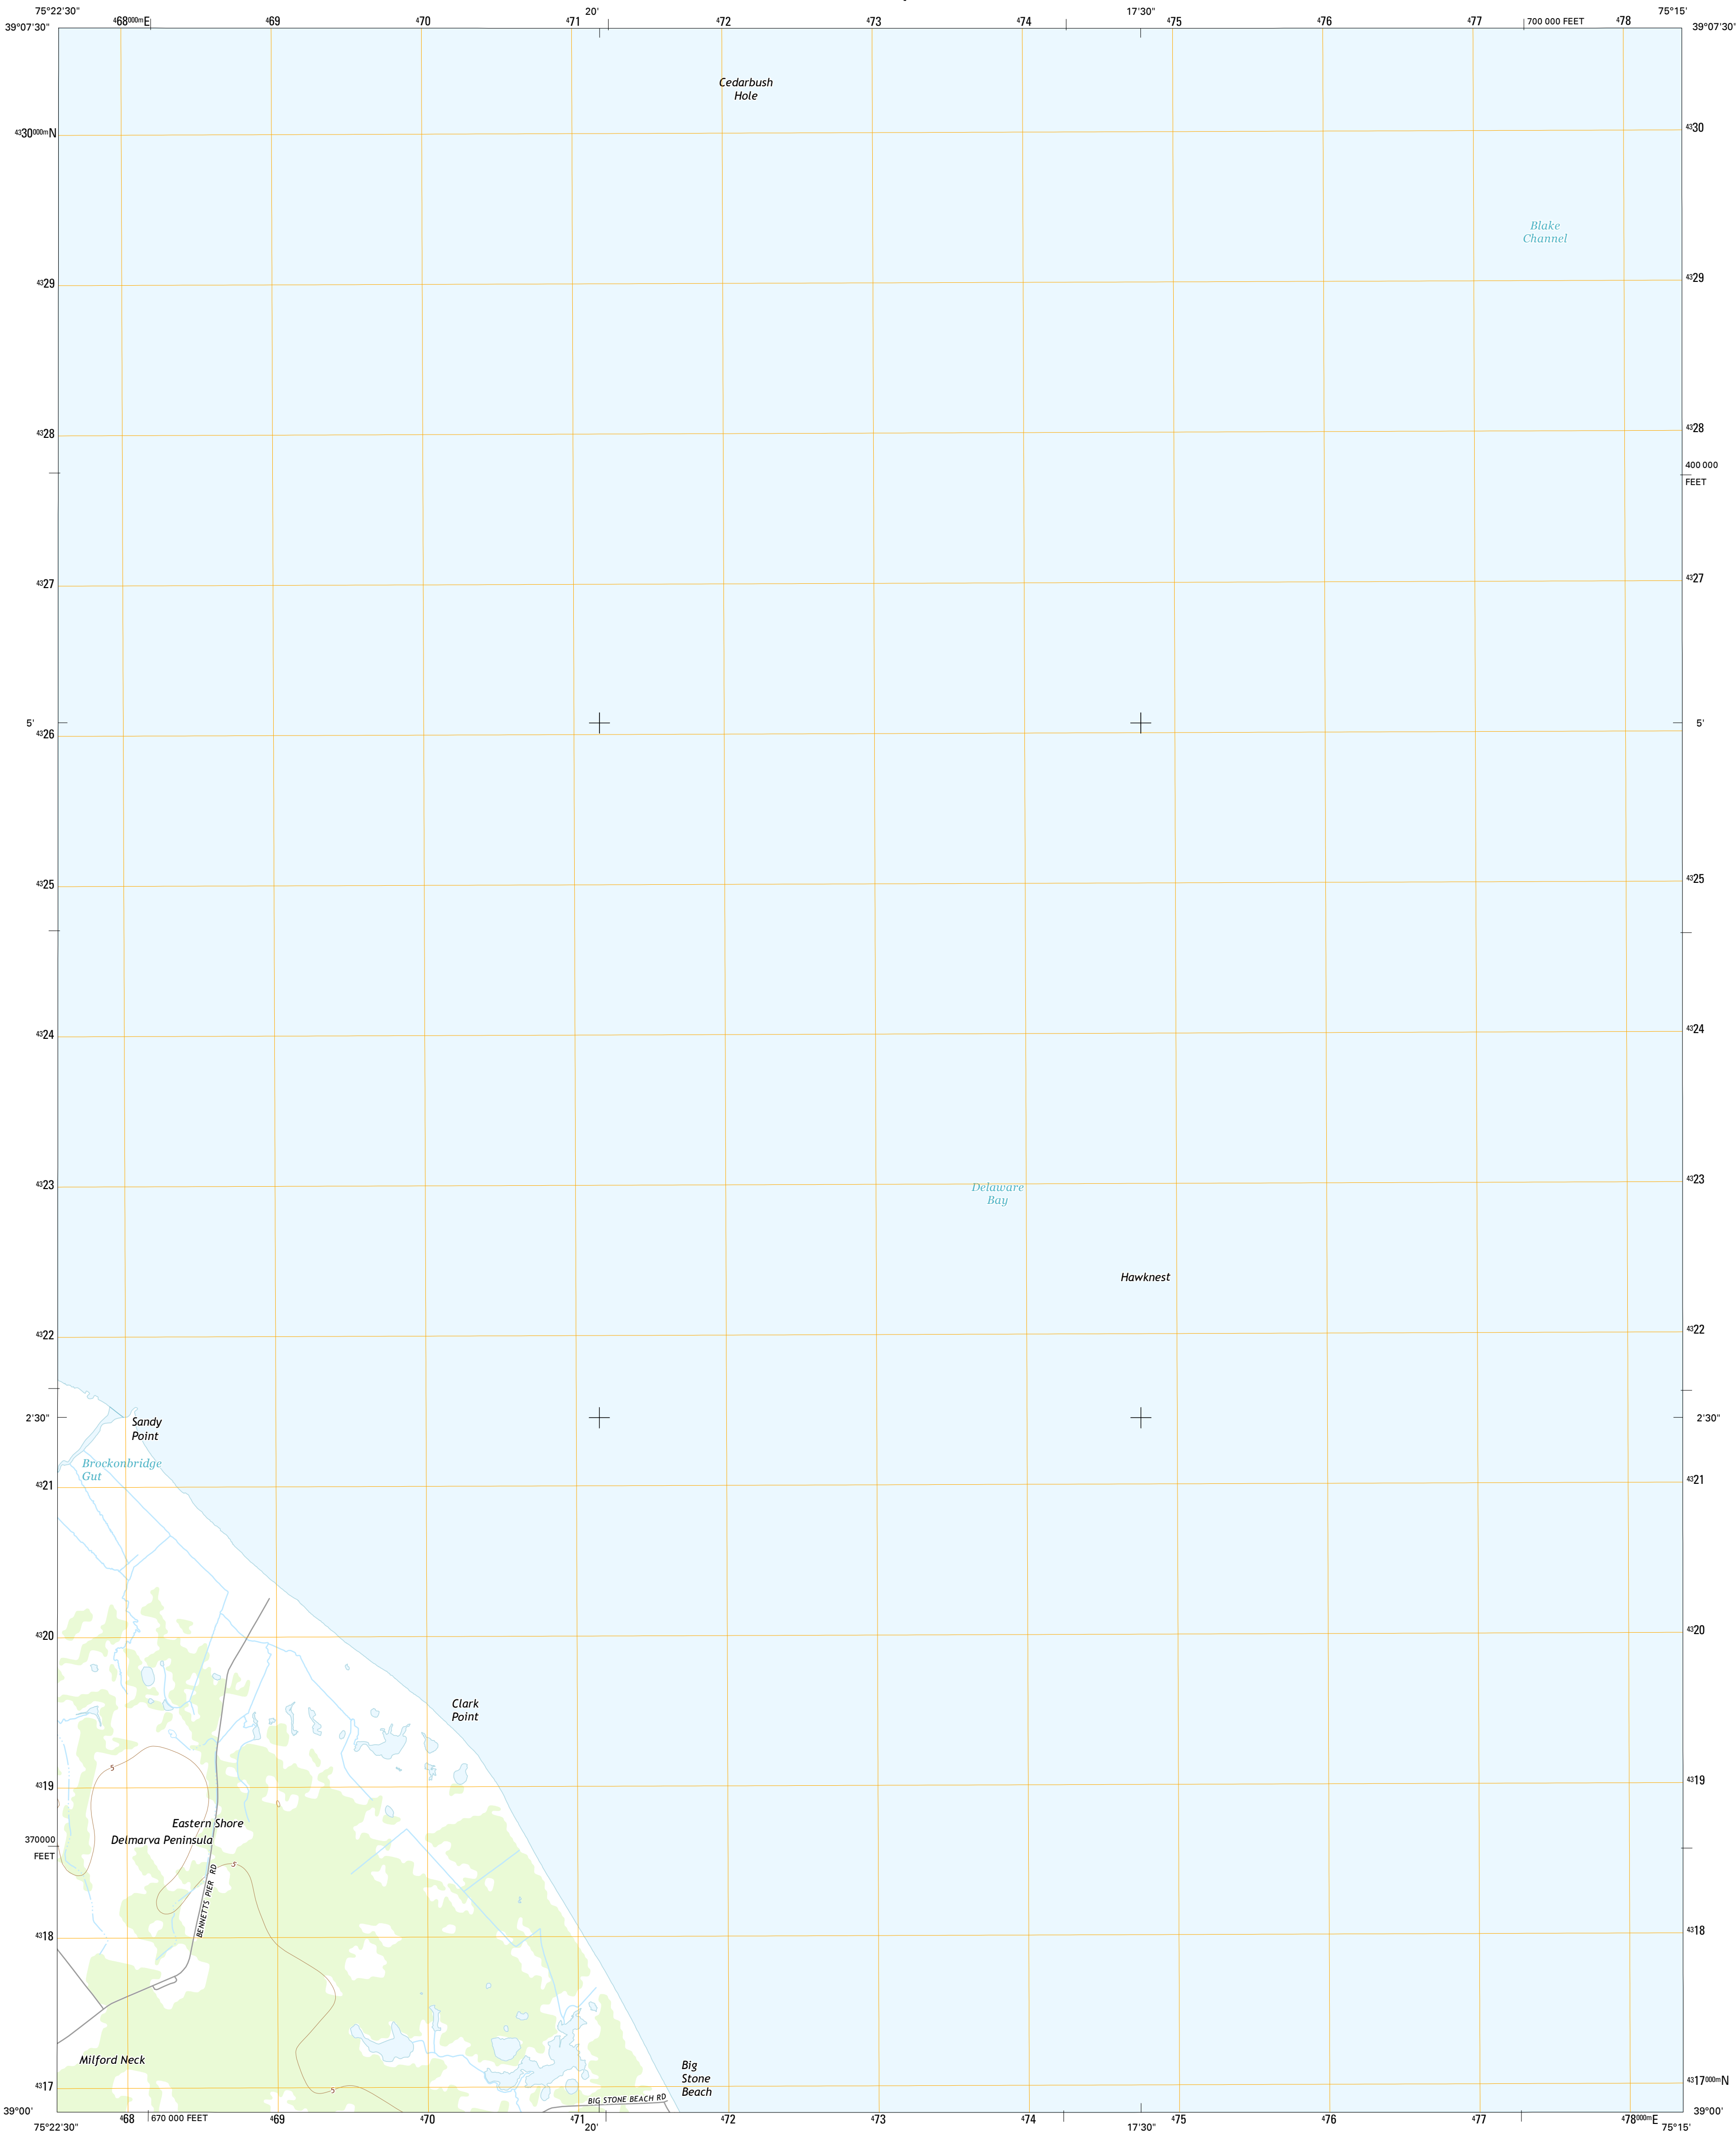 75°22'30"
20'
17'30"
75°15'
468000mE
469
470
471
472
473
474
475
476
477
700 000 FEET
478
39°07'30"
39°07'30"
Cedarbush
Hole
4330000mN
4330
Blake
Channel
4329
4329
4328
4328
400 000
FEET
4327
4327
5'
5'
4326
4326
4325
4325
4324
4324
4323
4323
Delaware
Bay
Hawknest
4322
4322
2'30"
2'30"
Sandy
Point
Brockonbridge
Gut
4321
4321
4320
4320
Clark
Point
5
4319
4319
Eastern Shore
Delmarva Peninsula
370000
FEET
5
BENNETTS PIER RD
4318
4318
Milford Neck
Big
Stone
Beach
4317
4317000mN
5
BIG STONE BEACH RD
39°00'
39°00'
468
670 000 FEET
469
470
471
472
473
474
475
476
477
478000mE
75°22'30"
20'
17'30"
75°15'